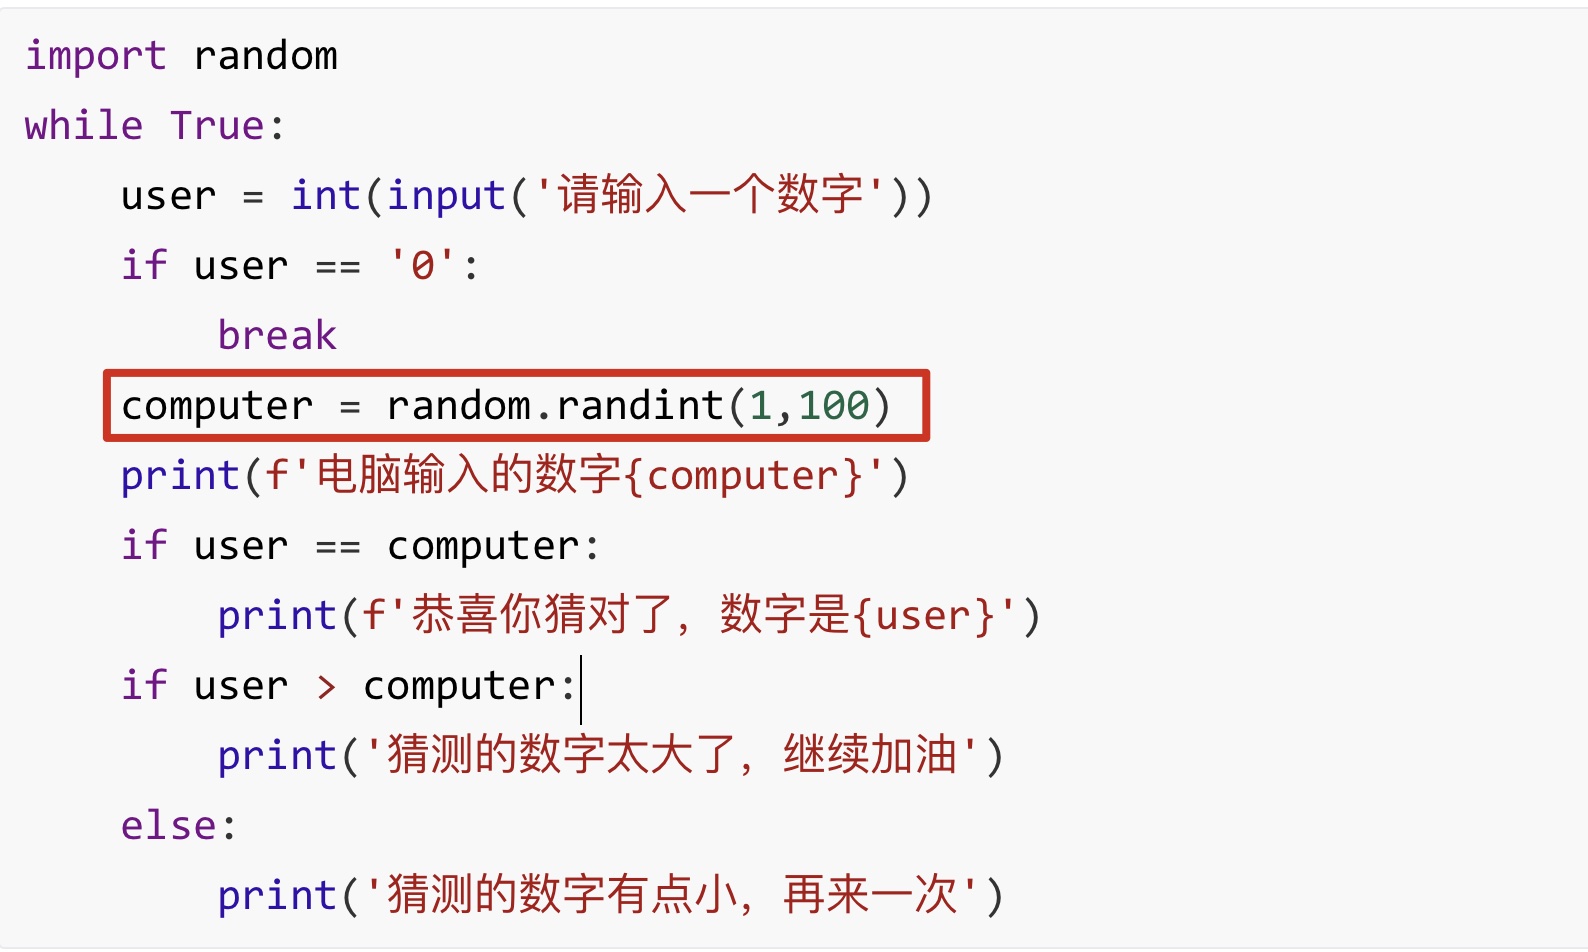 import random
while True:
    user = int(input('请输入一个数字'))
    if user == '0':
        break
    computer = random.randint(1,100)
    print(f'电脑输入的数字{computer}')
    if user == computer:
        print(f'恭喜你猜对了，数字是{user}')
    if user > computer:
        print('猜测的数字太大了，继续加油')
    else:
        print('猜测的数字有点小，再来一次')